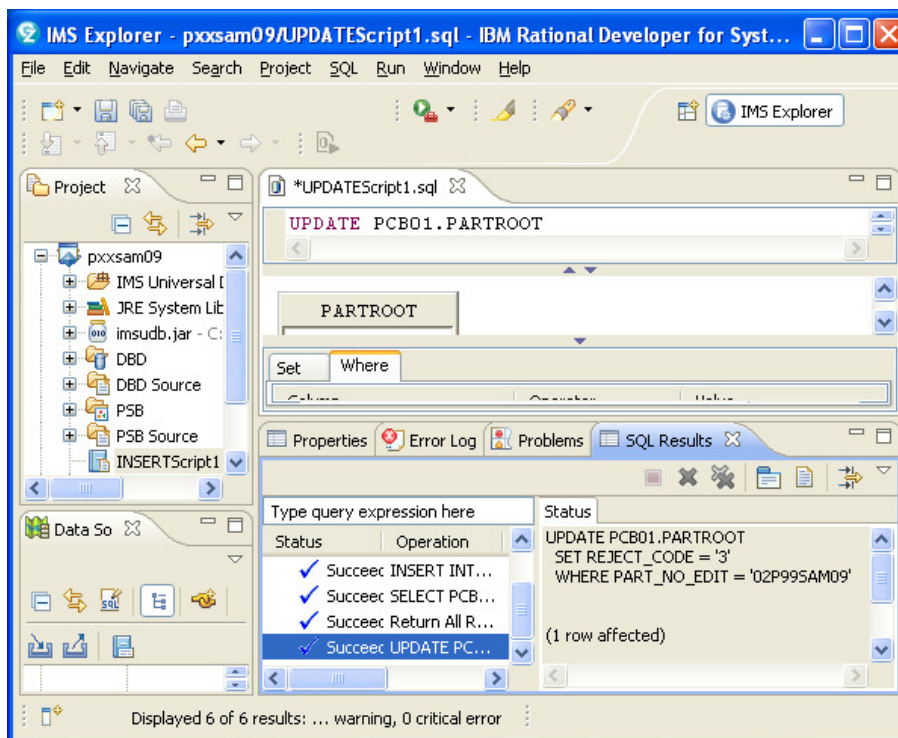 IMS Explorer - pxxsam09/UPDATEScript1.sql - IBM Rational Developer for Syst...
File Edit Navigate Search Project SQL Run Window Help
IMS Explorer
Project
*UPDATEScript1.sql
UPDATE PCB01.PARTROOT
pxxsam09
IMS Universal
JRE System Lib
imsudb.jar - C:
DBD
DBD Source
PSB
PSB Source
INSERTScript1
PARTROOT
Set Where
Column Operator Value
Properties Error Log Problems SQL Results
Type query expression here
Status Operation
Succeec INSERT INT...
Succeec SELECT PCB...
Succeec Return All R...
Succeec UPDATE PC...
Status
UPDATE PCB01.PARTROOT
SET REJECT_CODE = '3'
WHERE PART_NO_EDIT = '02P99SAM09'
(1 row affected)
Data So
SQL
Displayed 6 of 6 results: ... warning, 0 critical error